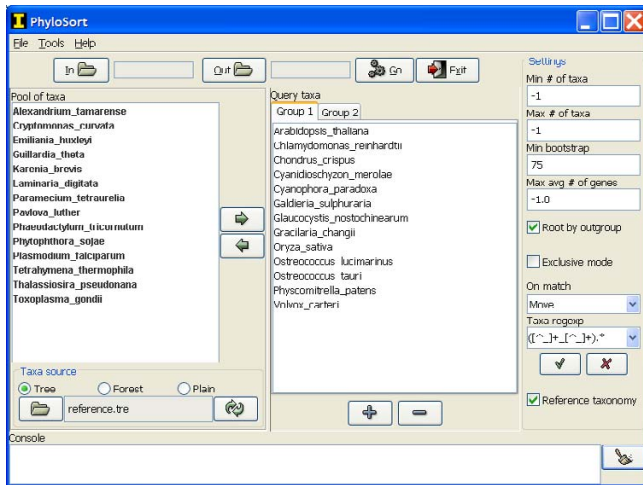 PhyloSort
File Tools Help
In Out Go Exit
Pool of taxa
Alexandrium_tamarense
Cryptomonas_curvata
Emiliania_huxleyi
Guillardia_theta
Karenia_brevis
Laminaria_digitata
Paramecium_tetraurelia
Pavlova_luther
Phaeodactylum_tricornutum
Phytophthora_sojae
Plasmodium_falciparum
Tetrahymena_thermophila
Thalassiosira_pseudonana
Toxoplasma_gondii
Taxa source
Tree Forest Plain
reference.tre
Query taxa
Group 1 Group 2
Arabidopsis_thaliana
Chlamydomonas_reinhardtii
Chondrus_crispus
Cyanidioschyzon_merolae
Cyanophora_paradoxa
Galdieria_sulphuraria
Glaucocystis_nostochinearum
Gracilaria_changii
Oryza_sativa
Ostreococcus_lucimarinus
Ostreococcus_tauri
Physcomitrella_patens
Volvox_carteri
Settings
Min # of taxa
-1
Max # of taxa
-1
Min bootstrap
75
Max avg # of genes
-1.0
Root by outgroup
Exclusive mode
On match
Move
Taxa regexp
([^_]+_[^_]+).*
Reference taxonomy
Console